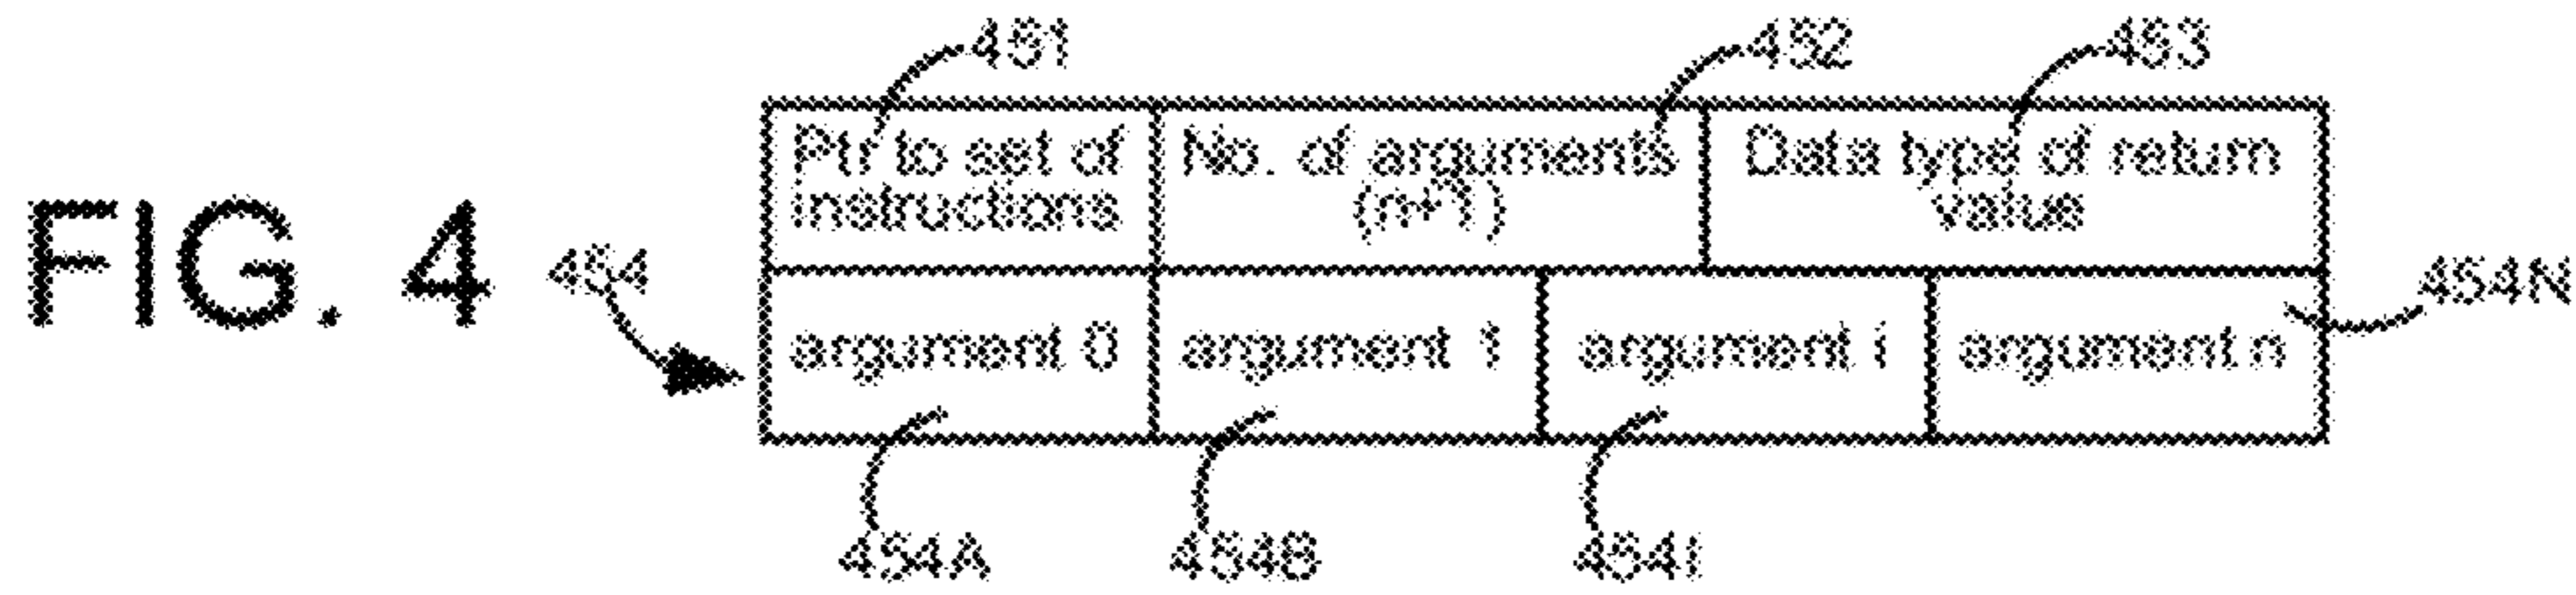 451 452 453
Ptr to set of No. of arguments Data type of return
instructions (n+1) value
FIG. 4 454 454N
argument 0 argument 1 argument i argument n
454A 454B 454I